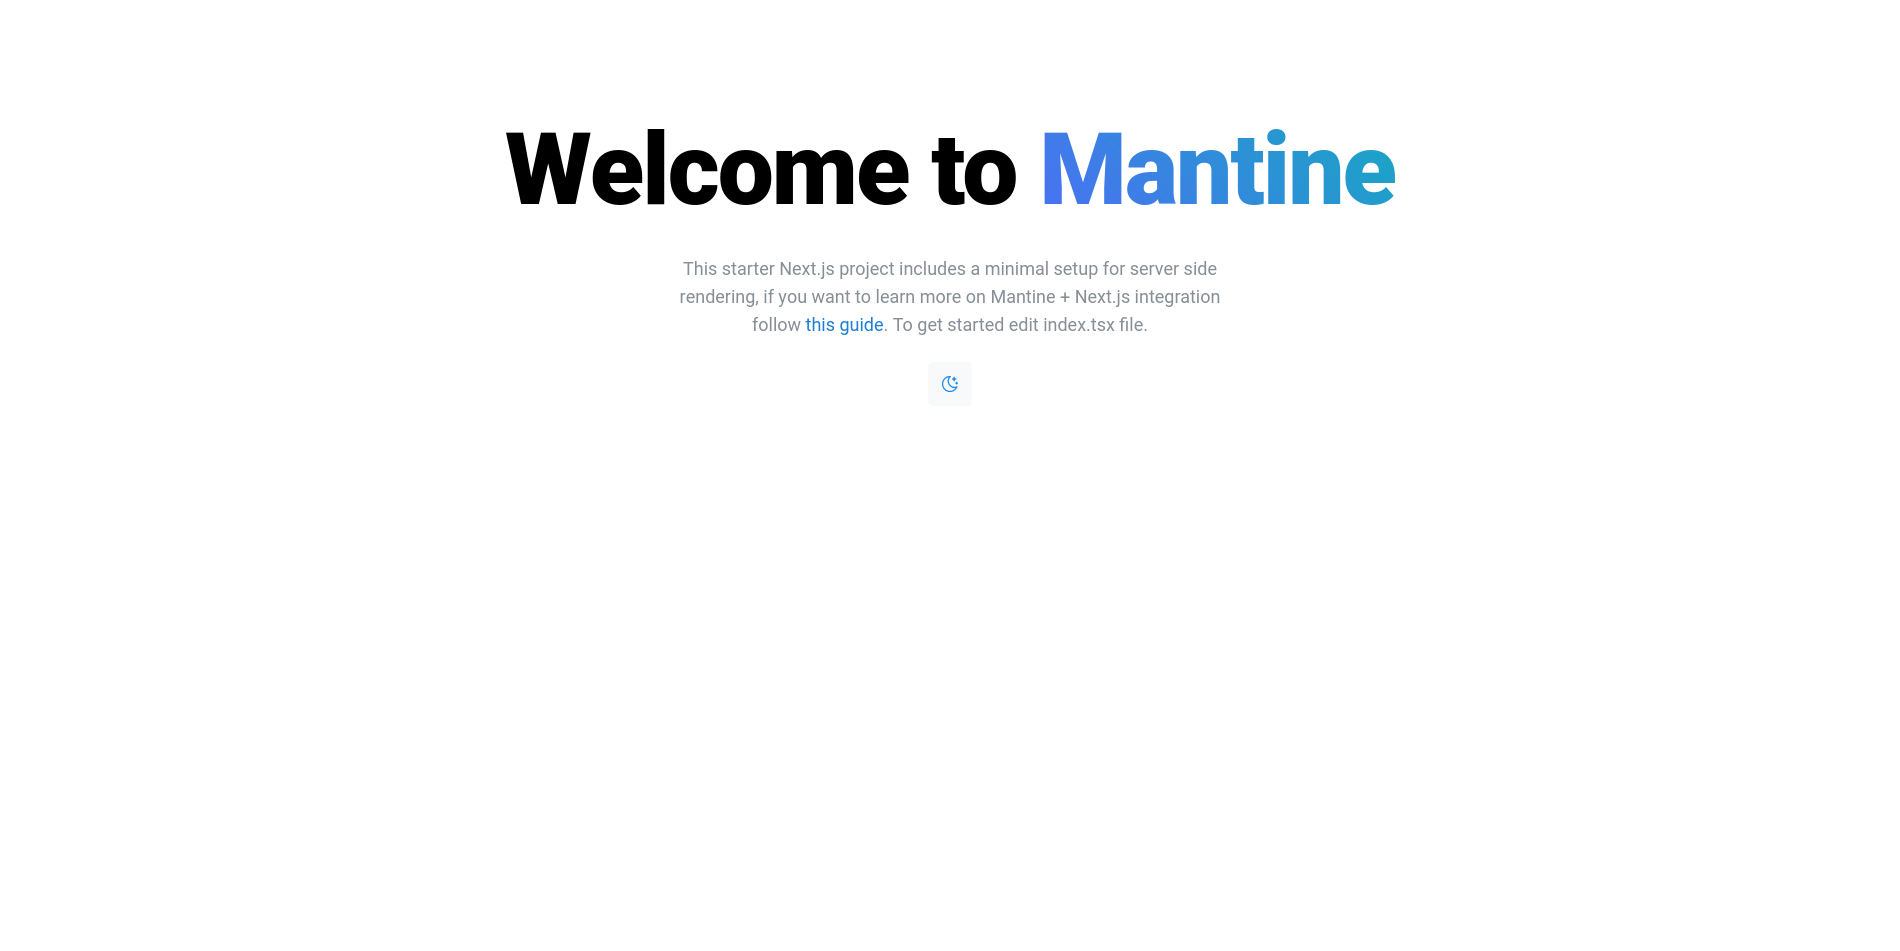 Welcome to Mantine
This starter Next.js project includes a minimal setup for server side
rendering, if you want to learn more on Mantine + Next.js integration
follow this guide. To get started edit index.tsx file.